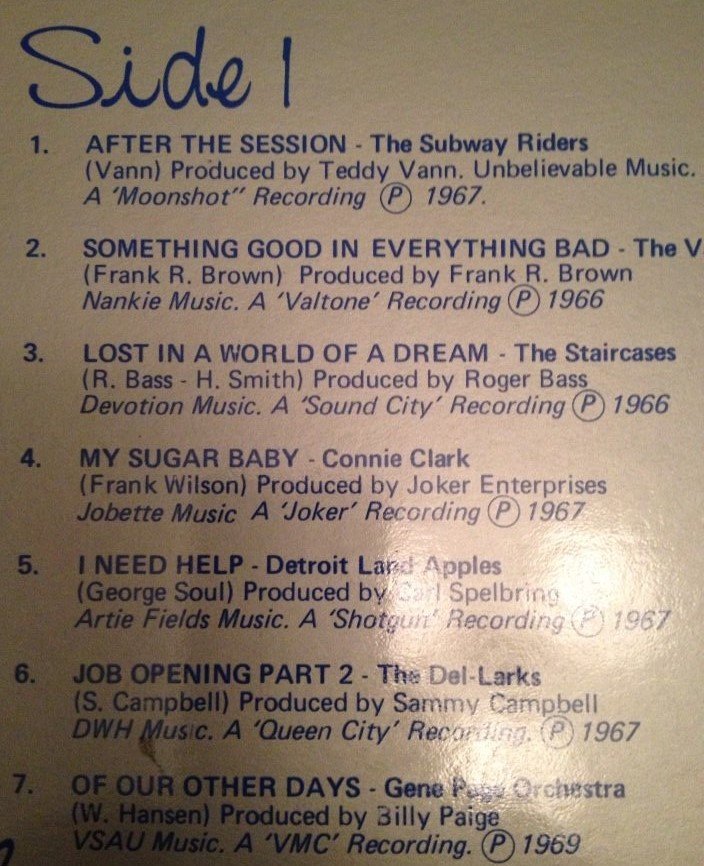 Side 1
1. AFTER THE SESSION - The Subway Riders
(Vann) Produced by Teddy Vann. Unbelievable Music.
A 'Moonshot" Recording Ⓟ 1967.
2. SOMETHING GOOD IN EVERYTHING BAD - The
(Frank R. Brown) Produced by Frank R. Brown
Nankie Music. A 'Valtone' Recording Ⓟ 1966
3. LOST IN A WORLD OF A DREAM - The Staircases
(R. Bass - H. Smith) Produced by Roger Bass
Devotion Music. A 'Sound City' Recording Ⓟ 1966
4. MY SUGAR BABY - Connie Clark
(Frank Wilson) Produced by Joker Enterprises
Jobette Music A 'Joker' Recording Ⓟ 1967
5. I NEED HELP - Detroit Land Apples
(George Soul) Produced by Carl Spelbring
Artie Fields Music. A 'Shotgun' Recording Ⓟ 1967
6. JOB OPENING PART 2 - The Del-Larks
(S. Campbell) Produced by Sammy Campbell
DWH Music. A 'Queen City' Recording. Ⓟ 1967
7. OF OUR OTHER DAYS - Gene Page Orchestra
(W. Hansen) Produced by Billy Paige
VSAU Music. A 'VMC' Recording. Ⓟ 1969